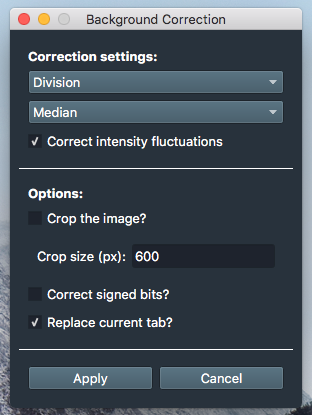 Background Correction
Correction settings:
Division
Median
Correct intensity fluctuations
Options:
Crop the image?
Crop size (px): 600
Correct signed bits?
Replace current tab?
Apply Cancel